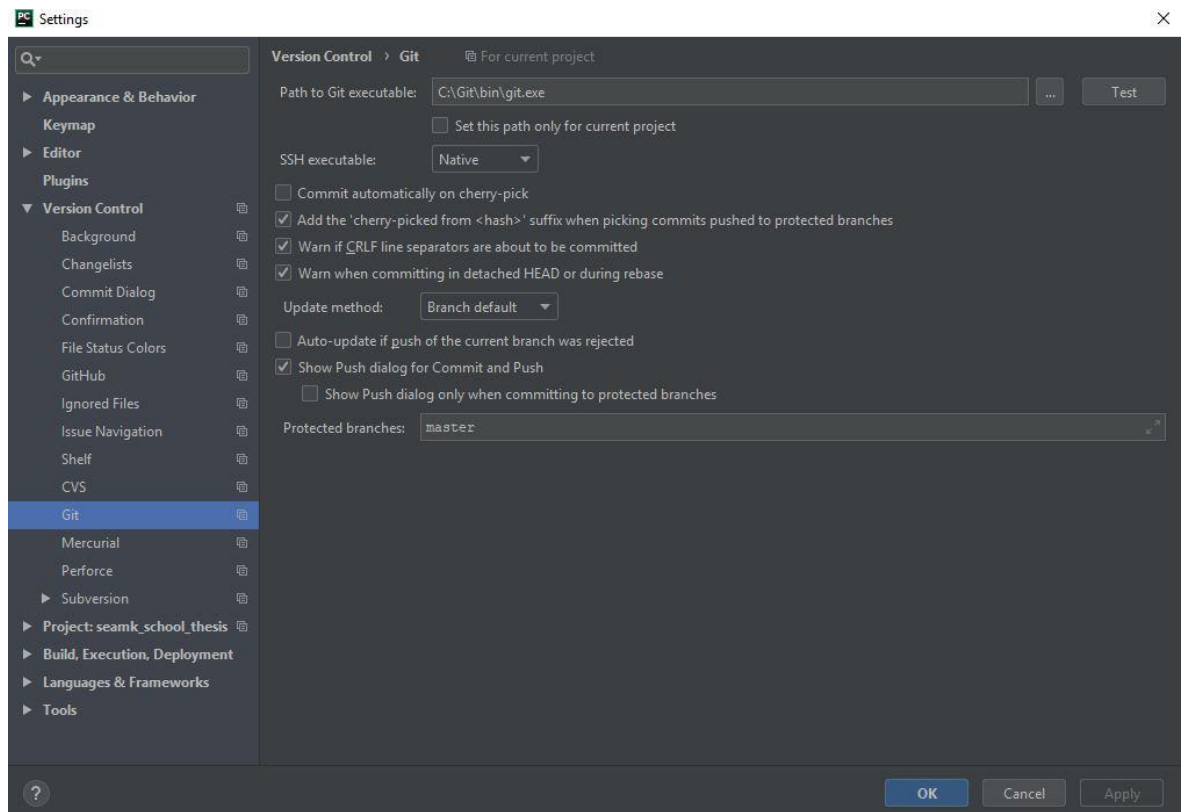 PC Settings
Appearance & Behavior
Keymap
Editor
Plugins
Version Control
Background
Changelists
Commit Dialog
Confirmation
File Status Colors
GitHub
Ignored Files
Issue Navigation
Shelf
CVS
Git
Mercurial
Perforce
Subversion
Project: seamk_school_thesis
Build, Execution, Deployment
Languages & Frameworks
Tools
?
Version Control › Git For current project
Path to Git executable: C:\Git\bin\git.exe ... Test
Set this path only for current project
SSH executable: Native
Commit automatically on cherry-pick
Add the 'cherry-picked from <hash>' suffix when picking commits pushed to protected branches
Warn if CRLF line separators are about to be committed
Warn when committing in detached HEAD or during rebase
Update method: Branch default
Auto-update if push of the current branch was rejected
Show Push dialog for Commit and Push
Show Push dialog only when committing to protected branches
Protected branches: master
OK Cancel Apply